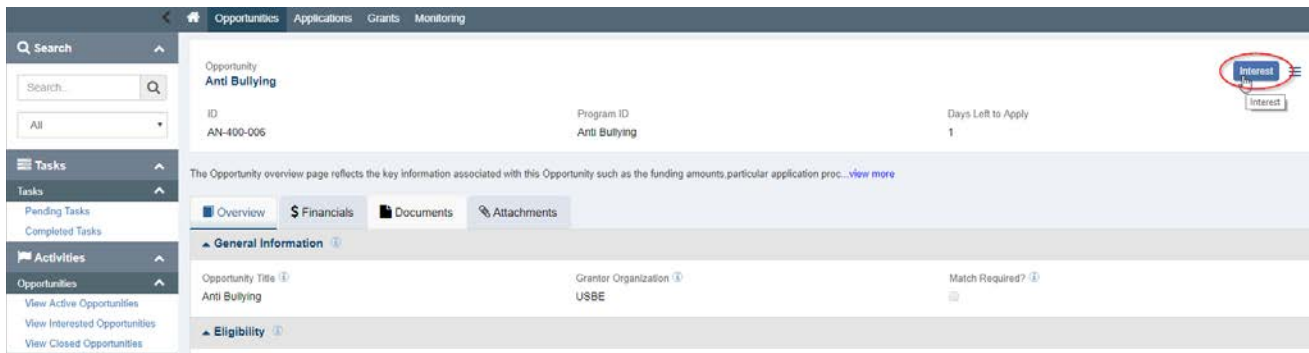 Opportunities Applications Grants Monitoring
Search
Search..
All
Tasks
Tasks
Pending Tasks
Completed Tasks
Activities
Opportunities
View Active Opportunities
View Interested Opportunities
View Closed Opportunities
Opportunity
Anti Bullying
Interest
Interest
ID Program ID Days Left to Apply
AN-400-006 Anti Bullying 1
The Opportunity overview page reflects the key information associated with this Opportunity such as the funding amounts,particular application proc...view more
Overview $ Financials Documents Attachments
General Information
Opportunity Title Grantor Organization Match Required?
Anti Bullying USBE
Eligibility